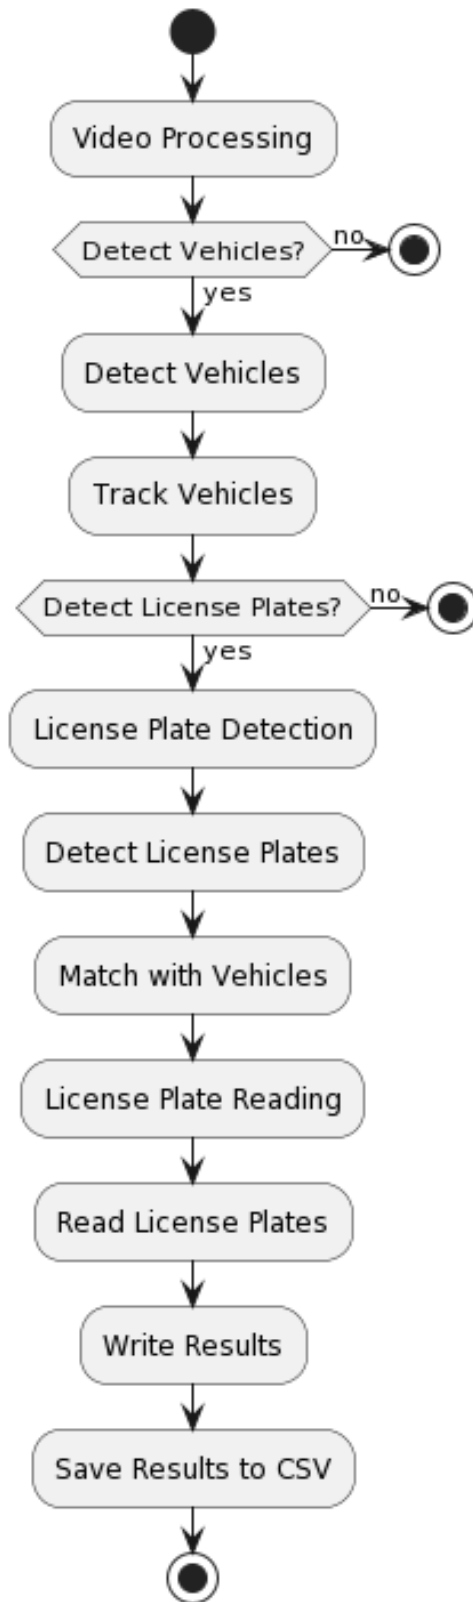 Video Processing
Detect Vehicles?
no
yes
Detect Vehicles
Track Vehicles
Detect License Plates?
no
yes
License Plate Detection
Detect License Plates
Match with Vehicles
License Plate Reading
Read License Plates
Write Results
Save Results to CSV